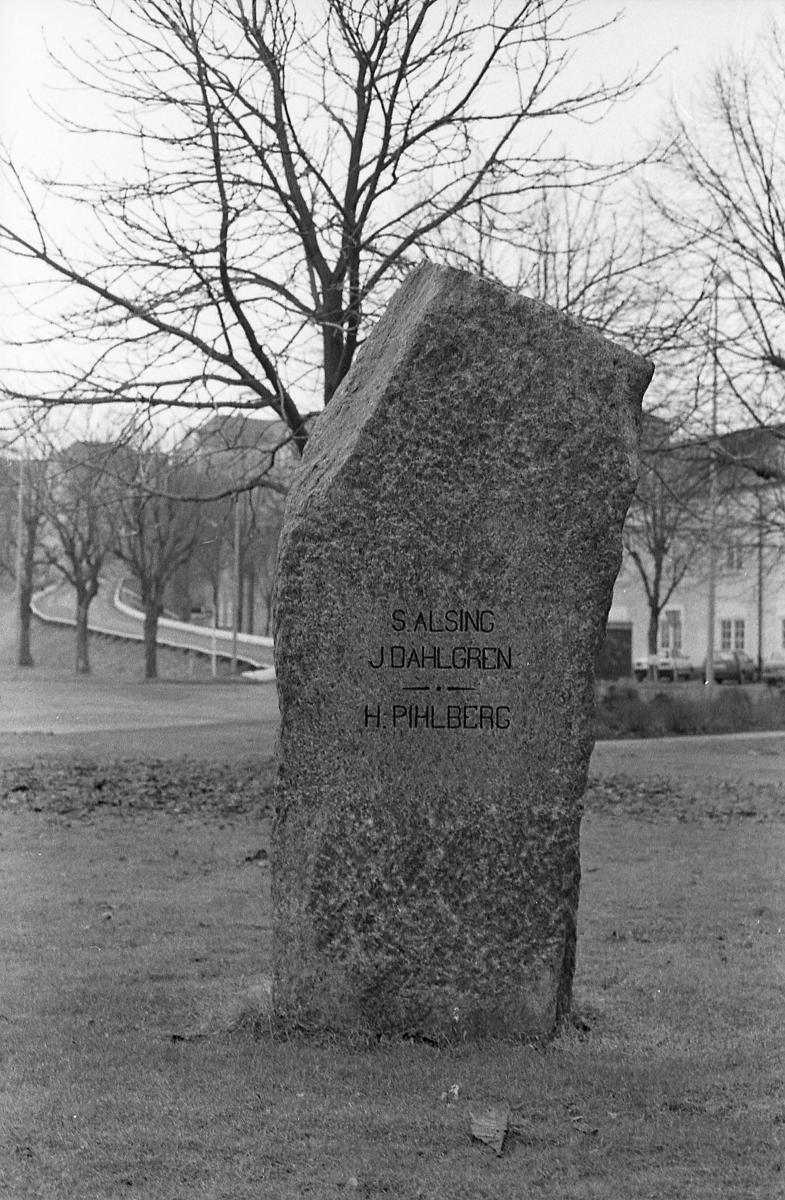 S. ALSING
J. DAHLGREN
H. PIHLBERG